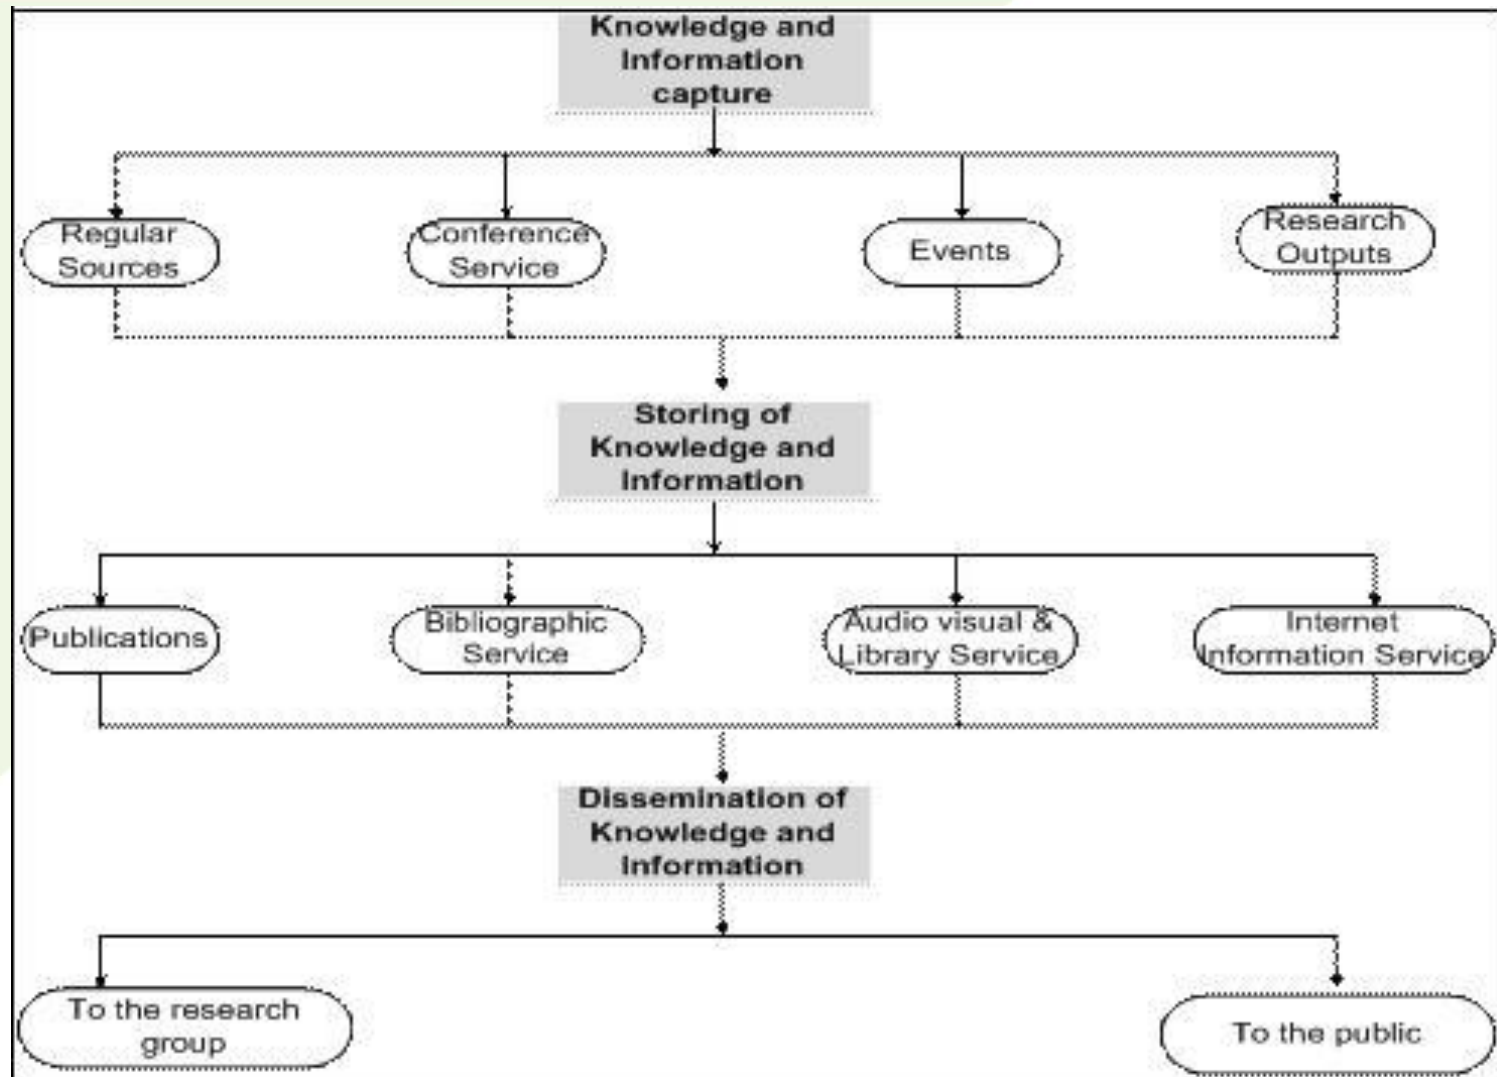 Knowledge and
Information
capture
Regular
Sources
Conference
Service
Events
Research
Outputs
Storing of
Knowledge and
Information
Publications
Bibliographic
Service
Audio visual &
Library Service
Internet
Information Service
Dissemination of
Knowledge and
Information
To the research
group
To the public